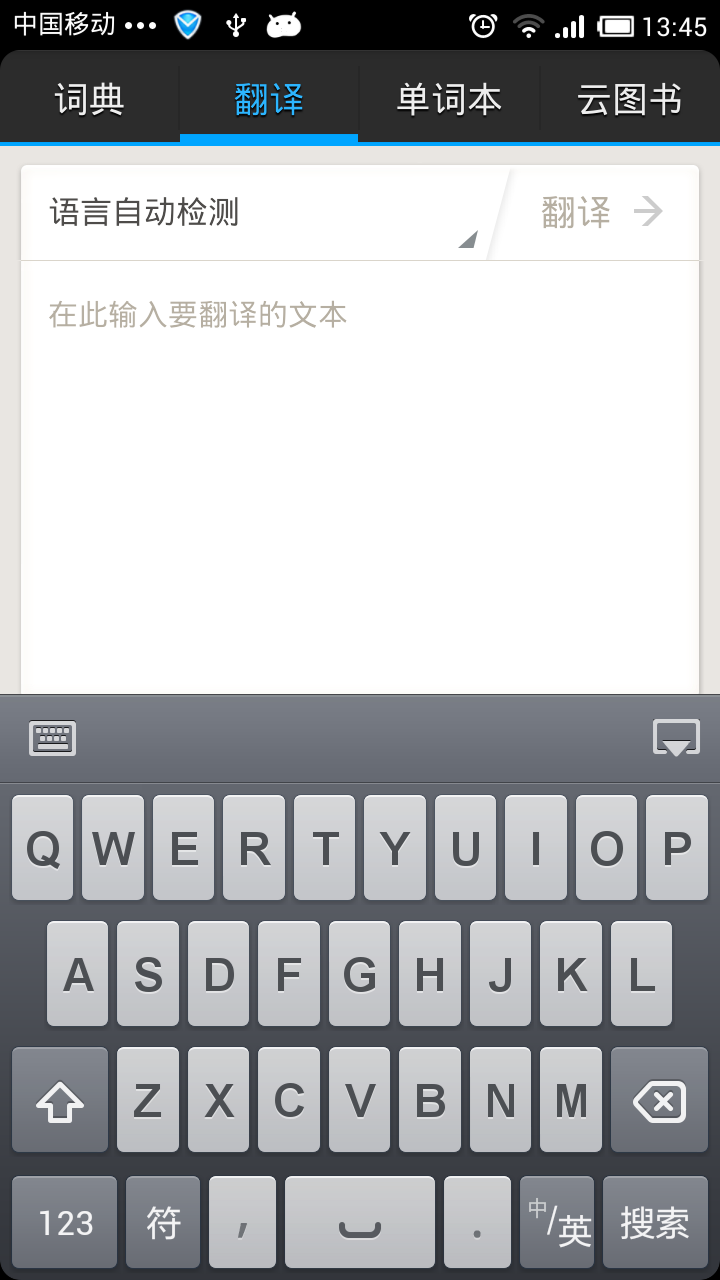 中国移动 ••• 13:45
词典 翻译 单词本 云图书
语言自动检测 翻译
在此输入要翻译的文本
Q W E R T Y U I O P
A S D F G H J K L
Z X C V B N M
123 符 , . 中/英 搜索